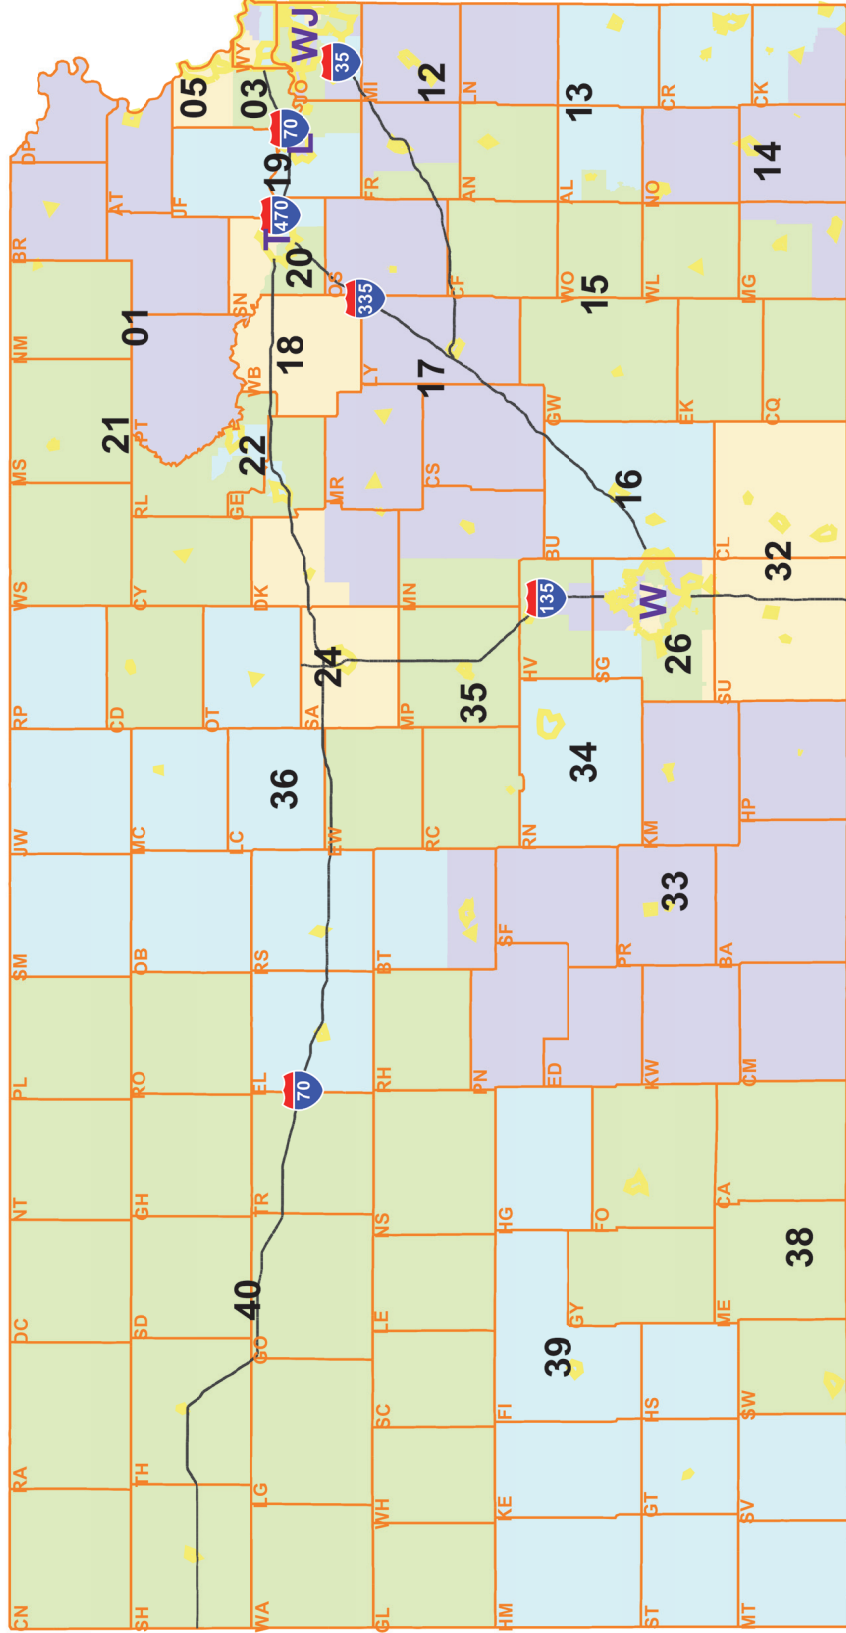 CN RA DC NT PL SM JW RP WS MS NM BR DP
CD 21 AT
SH TH SD GH RO OB MC CY RL PT 01
JF 05
OT
40 LC GE 22 SN 03 WY
WA LG GO TR EL RS DK WB
36 18 T 470 19 70
70 SA 20 L JO WJ
EW 24 MR OS 35
GL WH SC LE NS RH BT LY 335 FR MI
MP MN
RC CS 17 12
35 CF AN LN
PN
HM KE FI HG SF
RN HV 135
39 ED BU GW
GY 34 WO AL 13
FO SG 15
PR 16
ST GT HS KW KM W WL NO
33 26 CR
EK
ME CA BA SU CL
MT SV SW CM HP MG CK
32 CQ 14
38